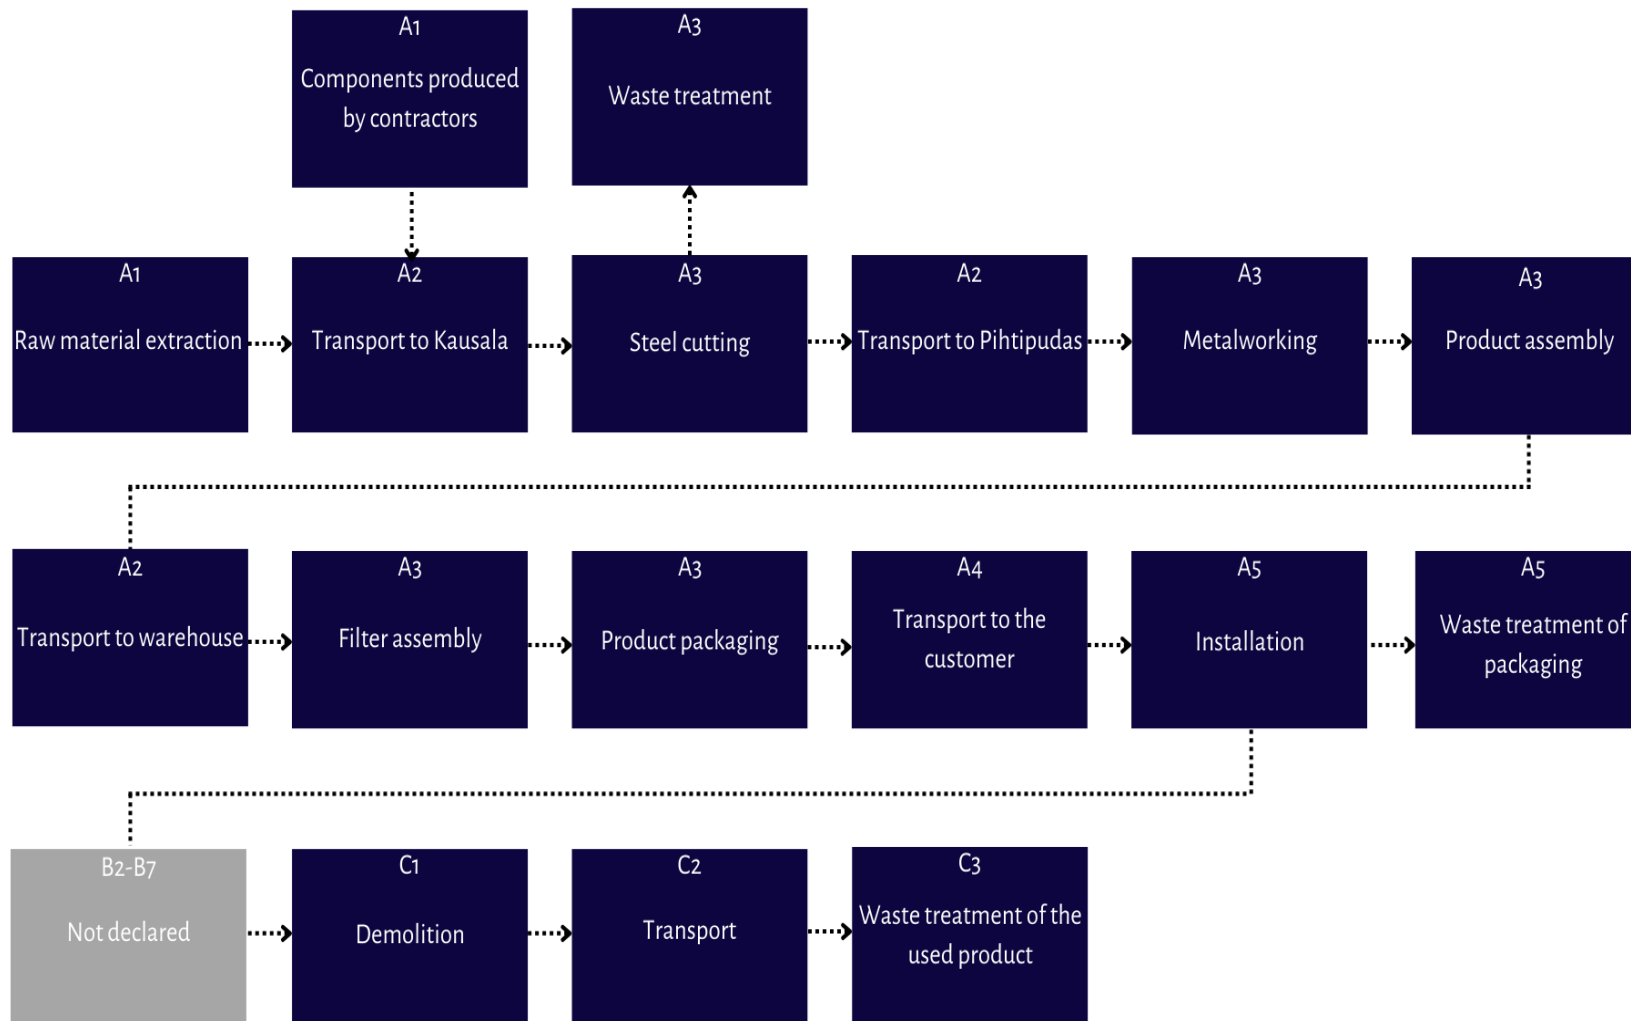 A1
Components produced
by contractors
A3
Waste treatment
A1
Raw material extraction
A2
Transport to Kausala
A3
Steel cutting
A2
Transport to Pihtipudas
A3
Metalworking
A3
Product assembly
A2
Transport to warehouse
A3
Filter assembly
A3
Product packaging
A4
Transport to the
customer
A5
Installation
A5
Waste treatment of
packaging
B2-B7
Not declared
C1
Demolition
C2
Transport
C3
Waste treatment of the
used product